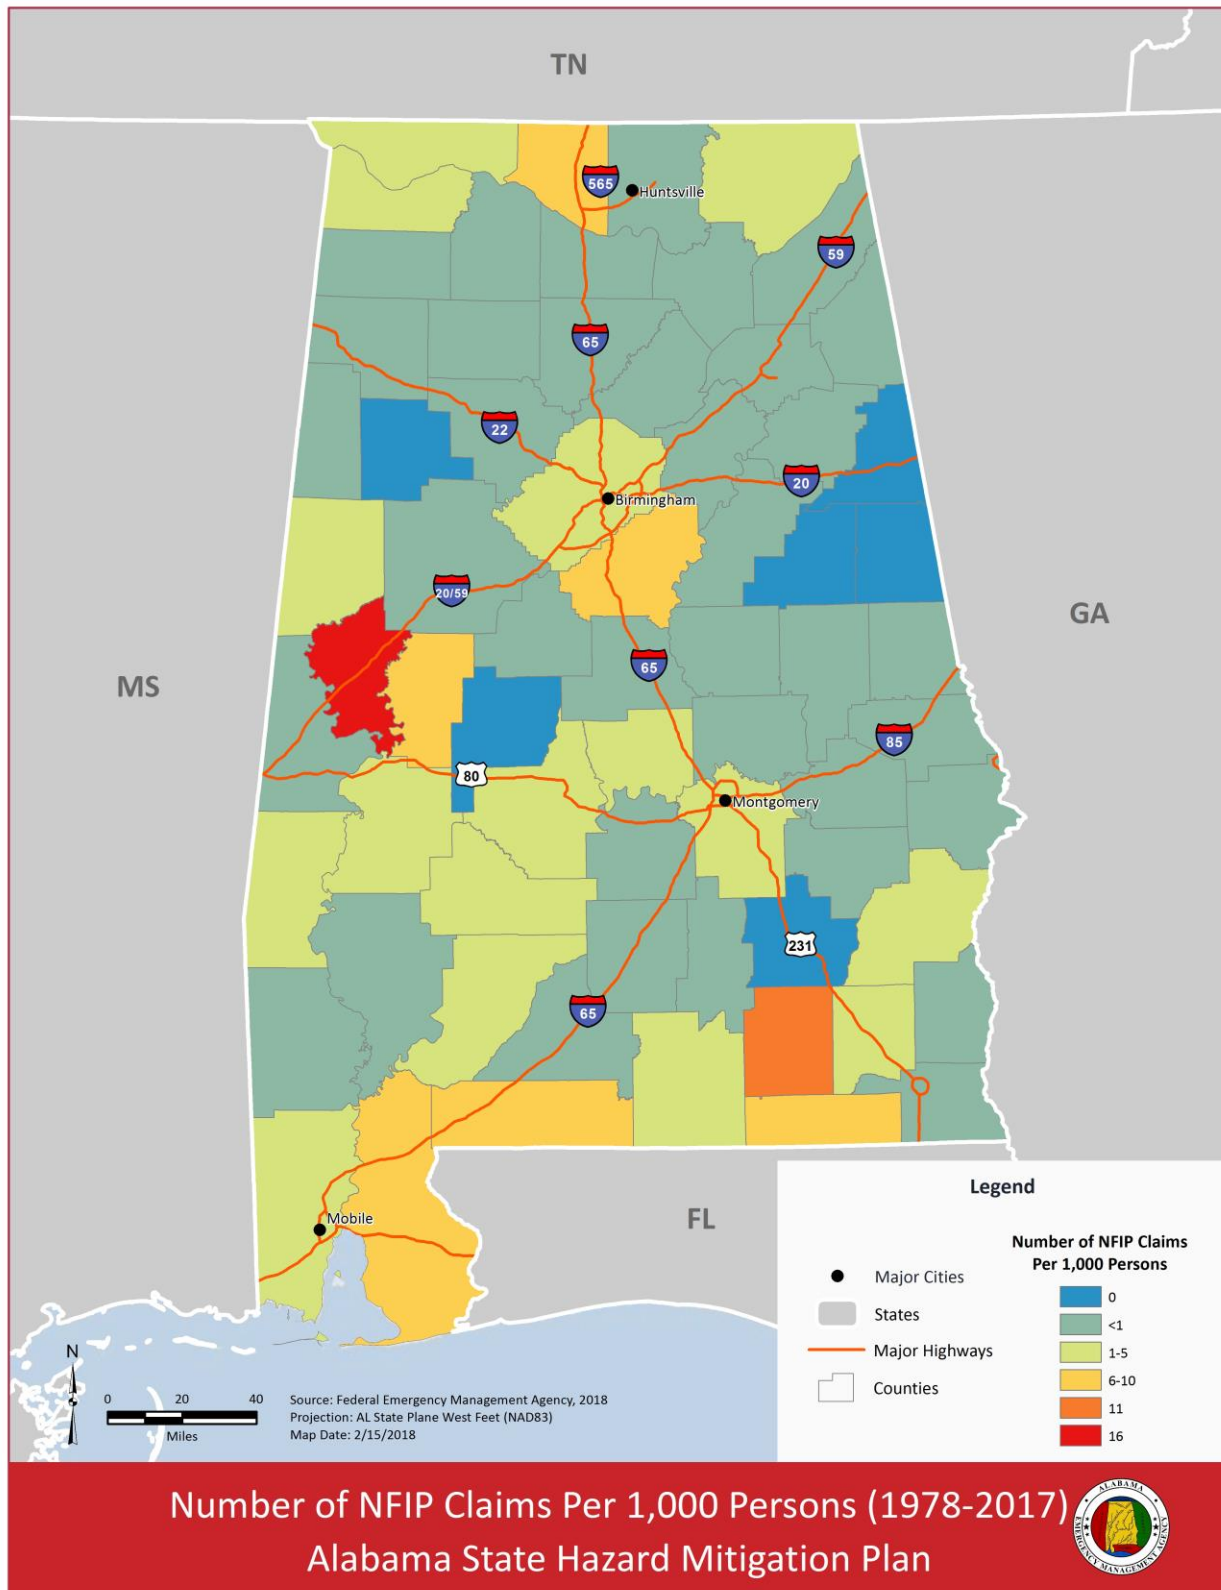 TN
565
Huntsville
59
65
22
20
Birmingham
20/59
GA
MS
65
85
80
Montgomery
231
65
Mobile
FL
Legend
Number of NFIP Claims
Per 1,000 Persons
Major Cities
States
Major Highways
Counties
0
<1
1-5
6-10
11
16
N
0 20 40
Miles
Source: Federal Emergency Management Agency, 2018
Projection: AL State Plane West Feet (NAD83)
Map Date: 2/15/2018
Number of NFIP Claims Per 1,000 Persons (1978-2017)
Alabama State Hazard Mitigation Plan
ALABAMA
EMERGENCY MANAGEMENT AGENCY